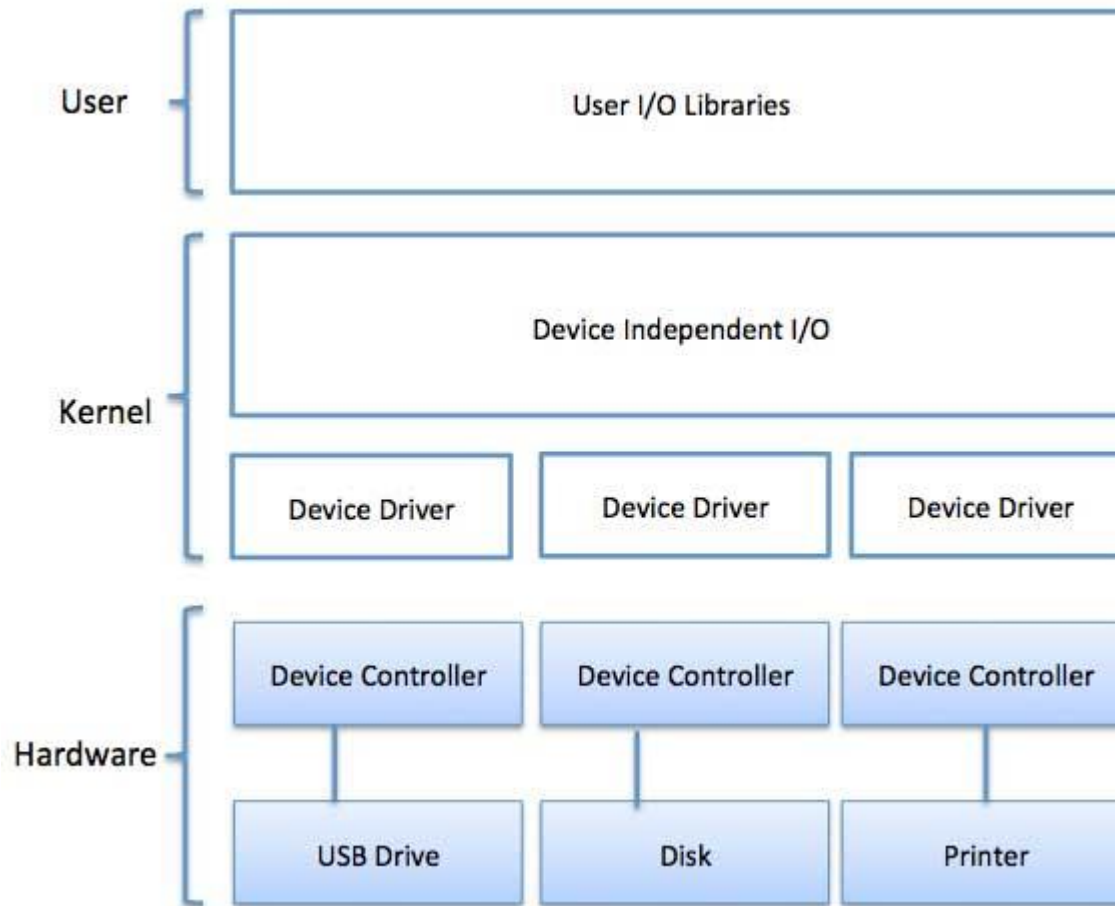 User
User I/O Libraries
Kernel
Device Independent I/O
Device Driver
Device Driver
Device Driver
Hardware
Device Controller
Device Controller
Device Controller
USB Drive
Disk
Printer